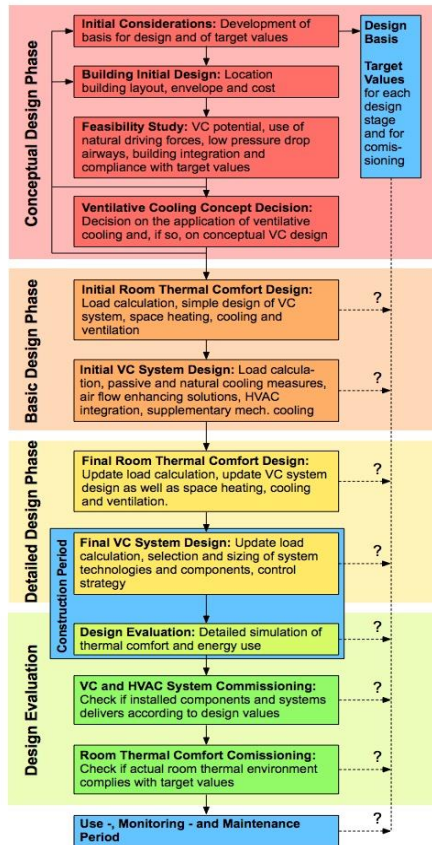 Conceptual Design Phase
Initial Considerations: Development of
basis for design and of target values
Building Initial Design: Location
building layout, envelope and cost
Feasibility Study: VC potential, use of
natural driving forces, low pressure drop
airways, building integration and
compliance with target values
Ventilative Cooling Concept Decision:
Decision on the application of ventilative
cooling and, if so, on conceptual VC design
Design
Basis
Target
Values
for each
design
stage
and for
comis-
sioning
Basic Design Phase
Initial Room Thermal Comfort Design:
Load calculation, simple design of VC
system, space heating, cooling and
ventilation
?
Initial VC System Design: Load calcula-
tion, passive and natural cooling measures,
air flow enhancing solutions, HVAC
integration, supplementary mech. cooling
?
Detailed Design Phase
Final Room Thermal Comfort Design:
Update load calculation, update VC system
design as well as space heating, cooling
and ventilation.
?
Construction Period
Final VC System Design: Update load
calculation, selection and sizing of system
technologies and components, control
strategy
?
Design Evaluation
Design Evaluation: Detailed simulation of
thermal comfort and energy use
?
VC and HVAC System Commissioning:
Check if installed components and systems
delivers according to design values
?
Room Thermal Comfort Comissioning:
Check if actual room thermal environment
complies with target values
?
Use -, Monitoring - and Maintenance
Period
?